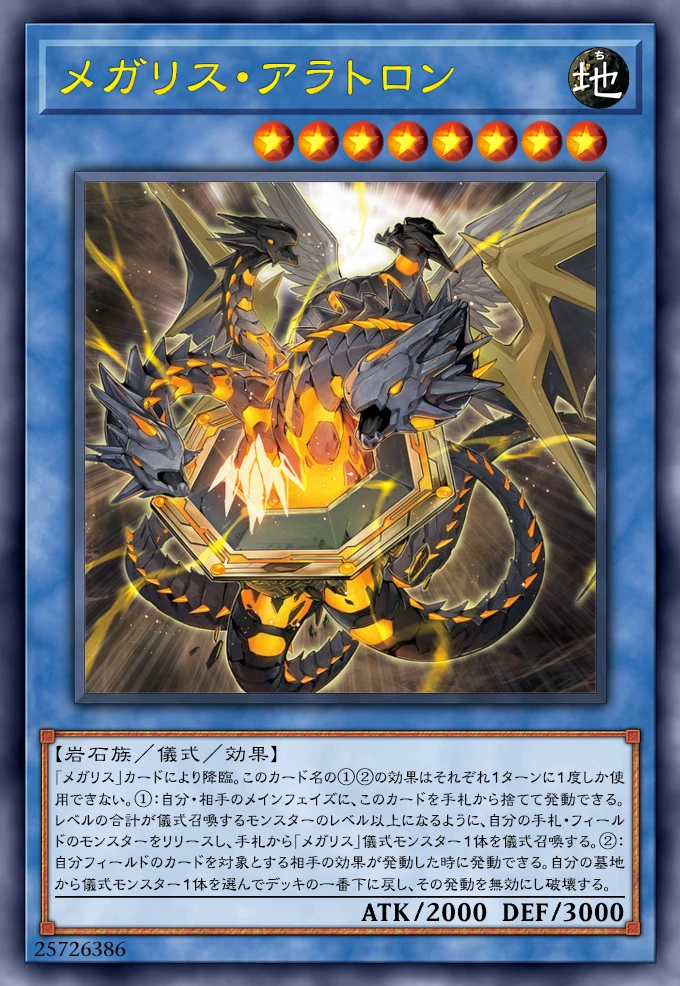 メガリス・アラトロン
ち
地
【岩石族／儀式／効果】
「メガリス」カードにより降臨。このカード名の①②の効果はそれぞれ1ターンに1度しか使
用できない。①：自分・相手のメインフェイズに、このカードを手札から捨てて発動できる。
レベルの合計が儀式召喚するモンスターのレベル以上になるように、自分の手札・フィール
ドのモンスターをリリースし、手札から「メガリス」儀式モンスター1体を儀式召喚する。②：
自分フィールドのカードを対象とする相手の効果が発動した時に発動できる。自分の墓地
から儀式モンスター1体を選んでデッキの一番下に戻し、その発動を無効にし破壊する。
ATK/2000 DEF/3000
25726386